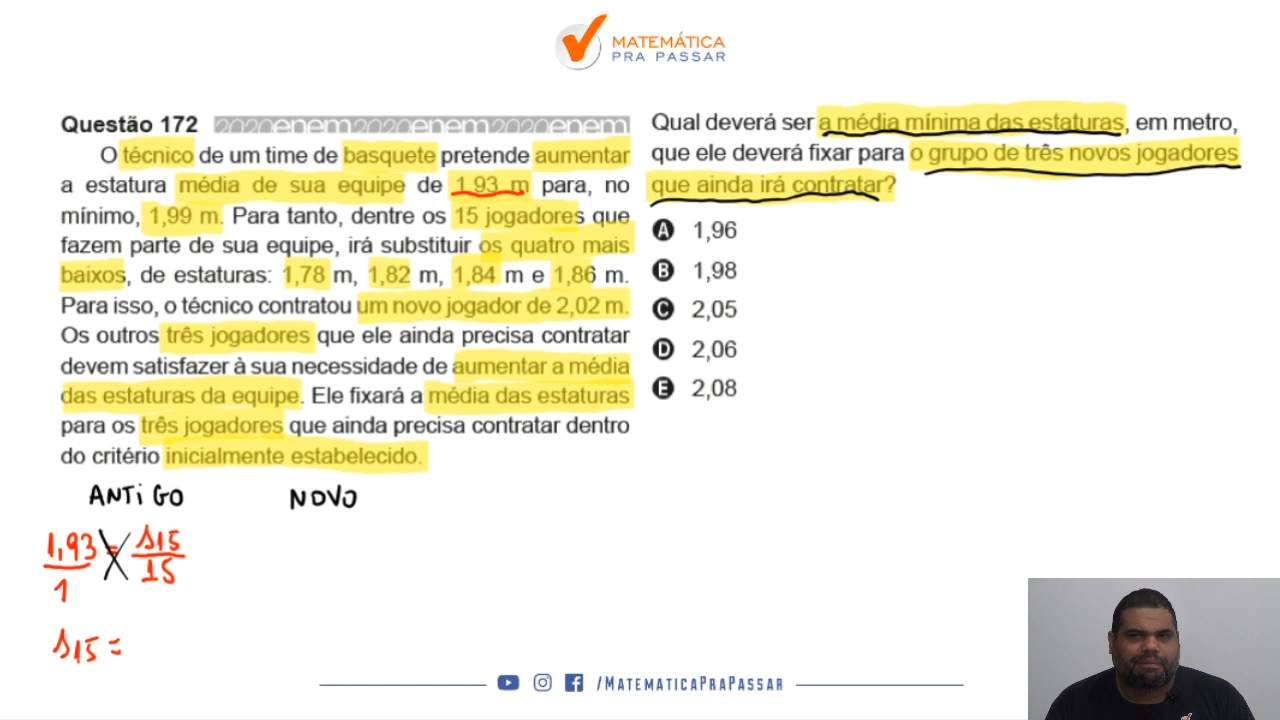 MATEMÁTICA
PRA PASSAR
Questão 172 2020enem2020enem2020enem
O técnico de um time de basquete pretende aumentar
a estatura média de sua equipe de 1,93 m para, no
mínimo, 1,99 m. Para tanto, dentre os 15 jogadores que
fazem parte de sua equipe, irá substituir os quatro mais
baixos, de estaturas: 1,78 m, 1,82 m, 1,84 m e 1,86 m.
Para isso, o técnico contratou um novo jogador de 2,02 m.
Os outros três jogadores que ele ainda precisa contratar
devem satisfazer à sua necessidade de aumentar a média
das estaturas da equipe. Ele fixará a média das estaturas
para os três jogadores que ainda precisa contratar dentro
do critério inicialmente estabelecido.
Qual deverá ser a média mínima das estaturas, em metro,
que ele deverá fixar para o grupo de três novos jogadores
que ainda irá contratar?
A 1,96
B 1,98
C 2,05
D 2,06
E 2,08
ANTIGO NOVO
1,93 = S15
1 15
S15 =
/MATEMATICAPRAPASSAR